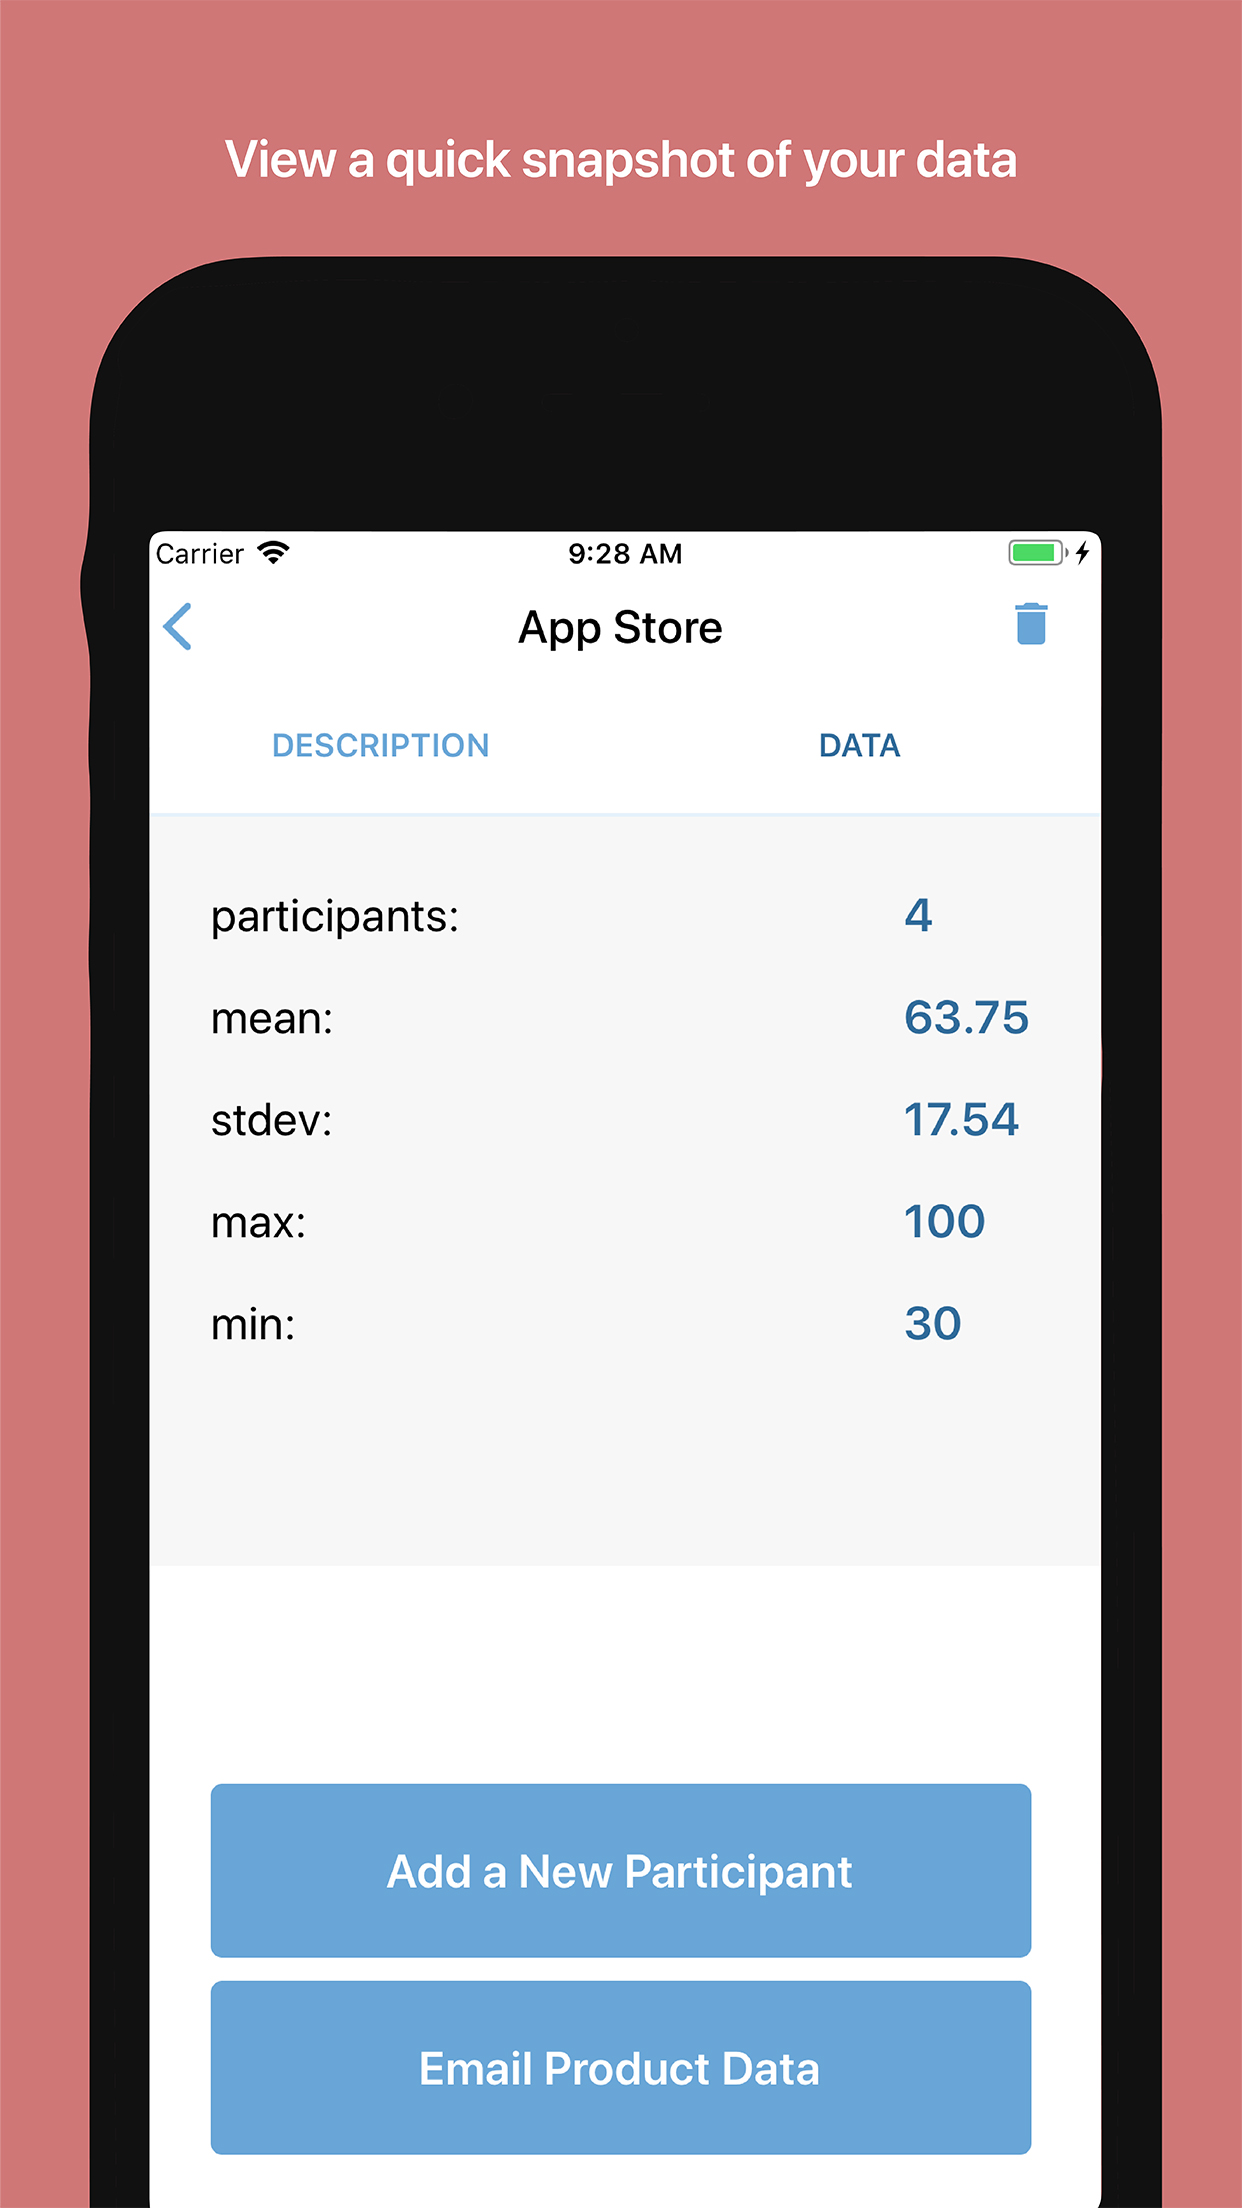 View a quick snapshot of your data
Carrier 9:28 AM
App Store
DESCRIPTION DATA
participants: 4
mean: 63.75
stdev: 17.54
max: 100
min: 30
Add a New Participant
Email Product Data